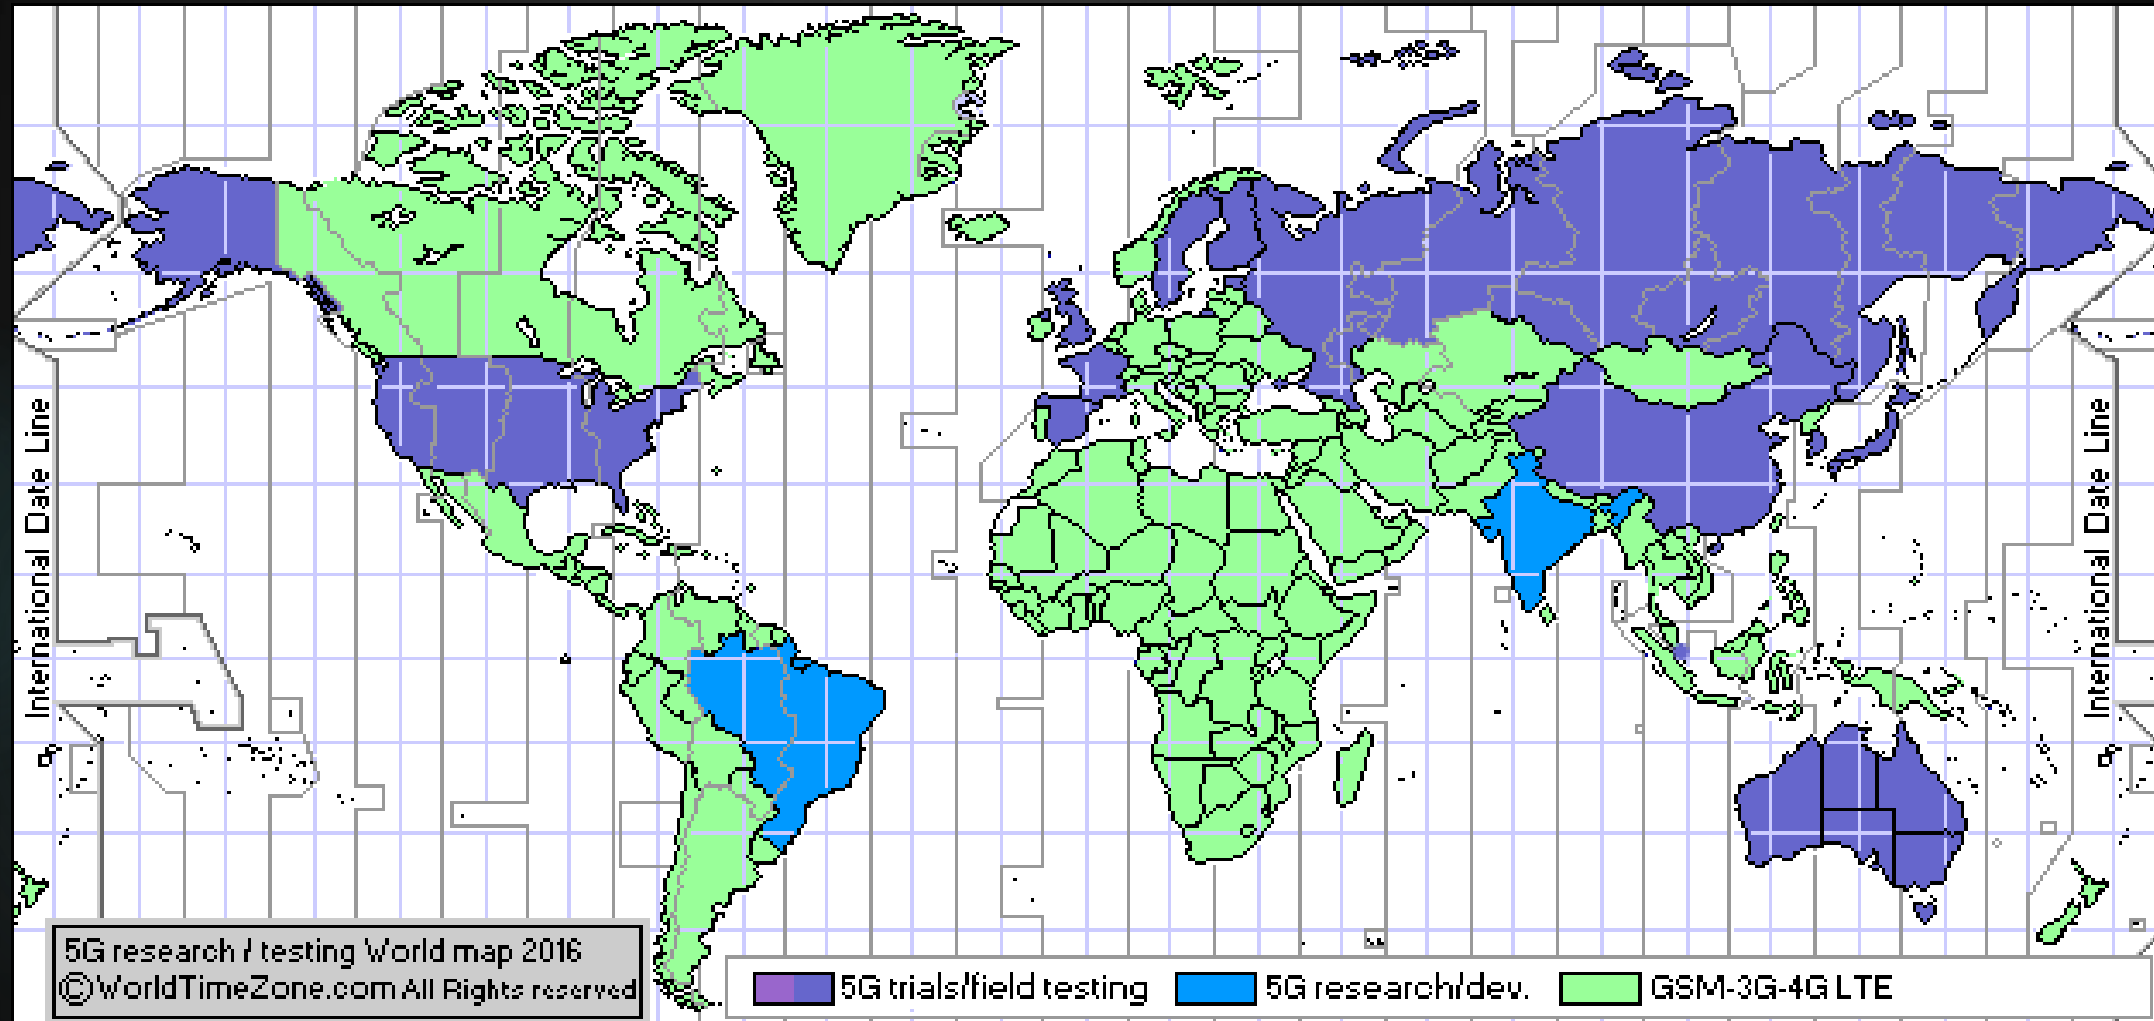 International Date Line
International Date Line
5G research / testing World map 2016
©WorldTimeZone.com All Rights reserved
5G trials/field testing 5G research/dev. GSM-3G-4G LTE